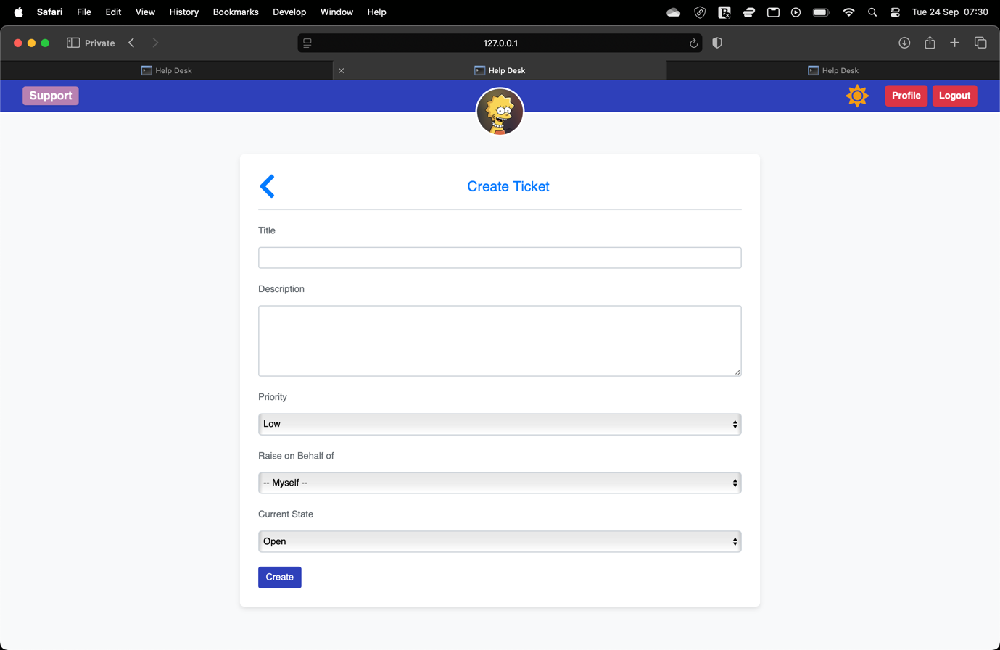 Safari File Edit View History Bookmarks Develop Window Help Tue 24 Sep 07:30
Private 127.0.0.1
Help Desk Help Desk Help Desk
Support Profile Logout
Create Ticket
Title
Description
Priority
Low
Raise on Behalf of
-- Myself --
Current State
Open
Create